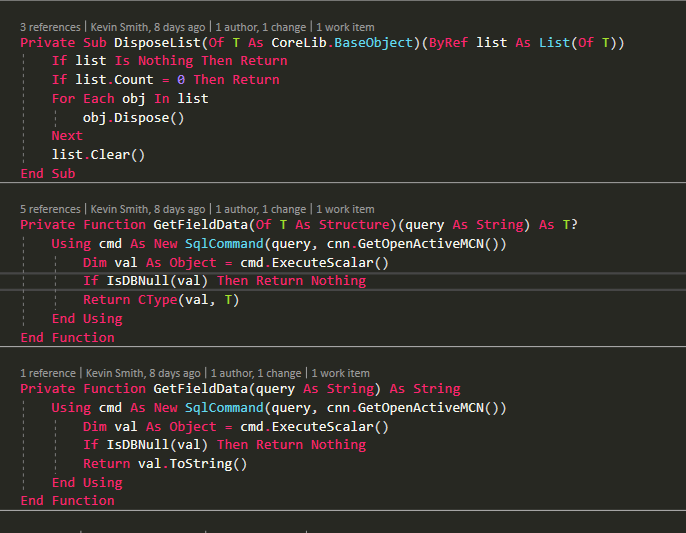 3 references | Kevin Smith, 8 days ago | 1 author, 1 change | 1 work item
Private Sub DisposeList(Of T As CoreLib.BaseObject)(ByRef list As List(Of T))
If list Is Nothing Then Return
If list.Count = 0 Then Return
For Each obj In list
obj.Dispose()
Next
list.Clear()
End Sub
5 references | Kevin Smith, 8 days ago | 1 author, 1 change | 1 work item
Private Function GetFieldData(Of T As Structure)(query As String) As T?
Using cmd As New SqlCommand(query, cnn.GetOpenActiveMCN())
Dim val As Object = cmd.ExecuteScalar()
If IsDBNull(val) Then Return Nothing
Return CType(val, T)
End Using
End Function
1 reference | Kevin Smith, 8 days ago | 1 author, 1 change | 1 work item
Private Function GetFieldData(query As String) As String
Using cmd As New SqlCommand(query, cnn.GetOpenActiveMCN())
Dim val As Object = cmd.ExecuteScalar()
If IsDBNull(val) Then Return Nothing
Return val.ToString()
End Using
End Function